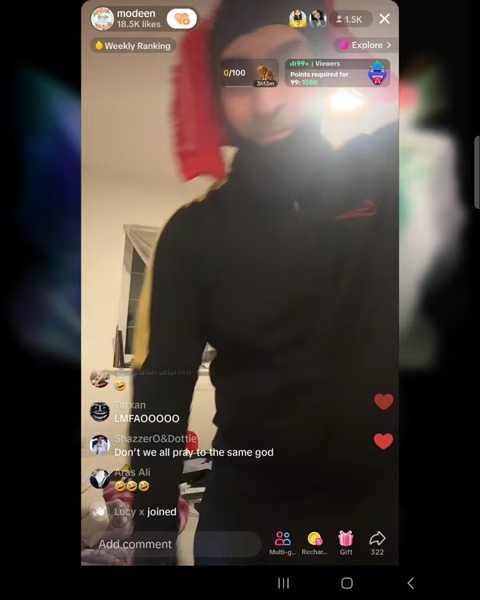 modeen
18.5K likes
1.5K
Weekly Ranking
Explore >
0/100
3h13m
99+ | Viewers
Points required for
99: 158K
Tarxan
LMFAOOOOO
ShazzerO&Dottie
Don't we all pray to the same god
Aras Ali
Lucy x joined
Add comment
Multi-g...
Rechar...
Gift
322